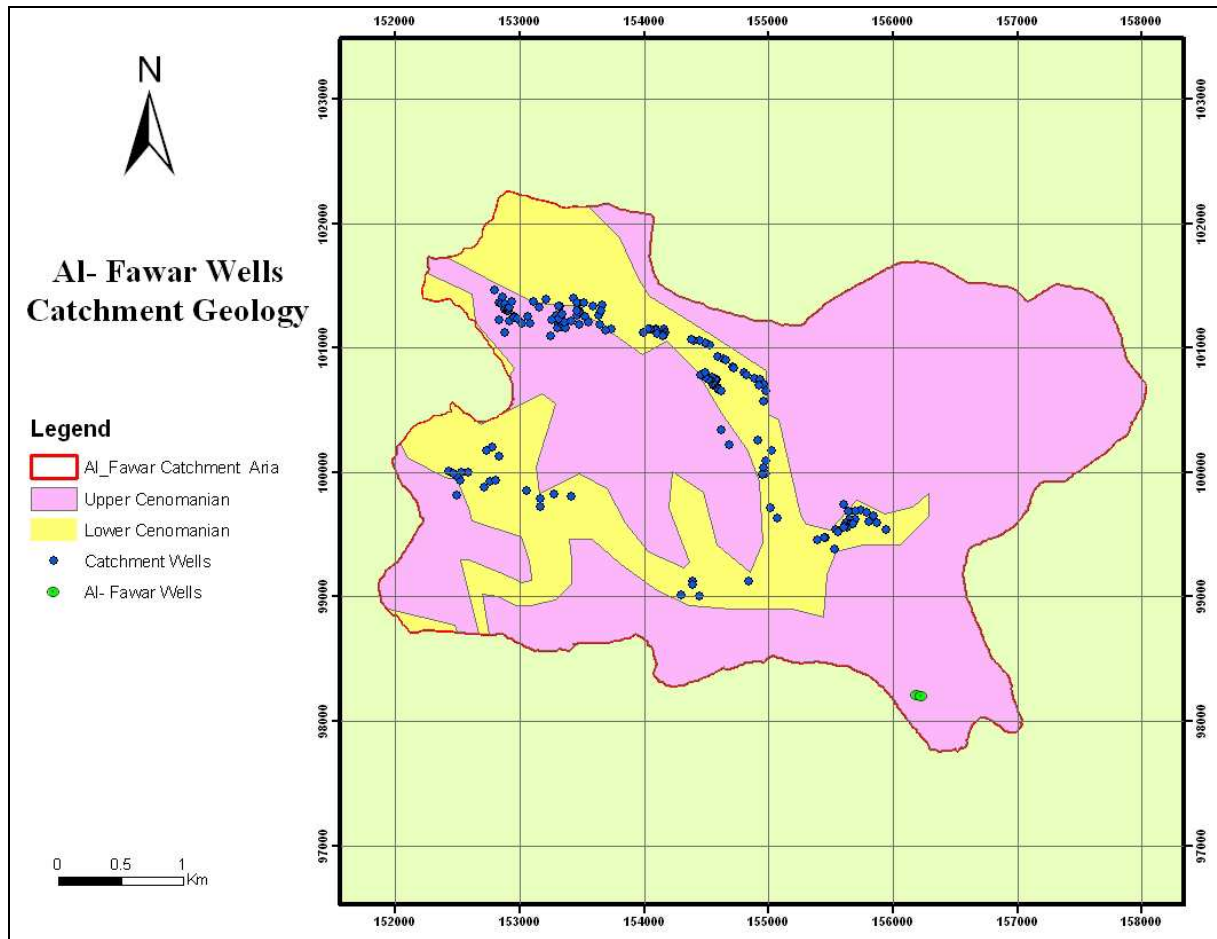 152000 153000 154000 155000 156000 157000 158000
N
Al- Fawar Wells
Catchment Geology
Legend
Al_Fawar Catchment Aria
Upper Cenomanian
Lower Cenomanian
Catchment Wells
Al- Fawar Wells
0 0.5 1
Km
103000
102000
101000
100000
99000
98000
97000
103000
102000
101000
100000
99000
98000
97000
152000 153000 154000 155000 156000 157000 158000